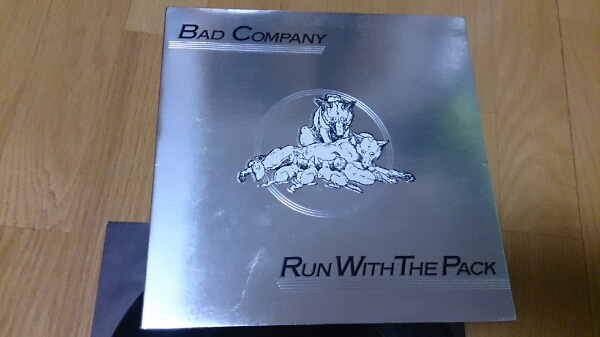 BAD COMPANY
RUN WITH THE PACK